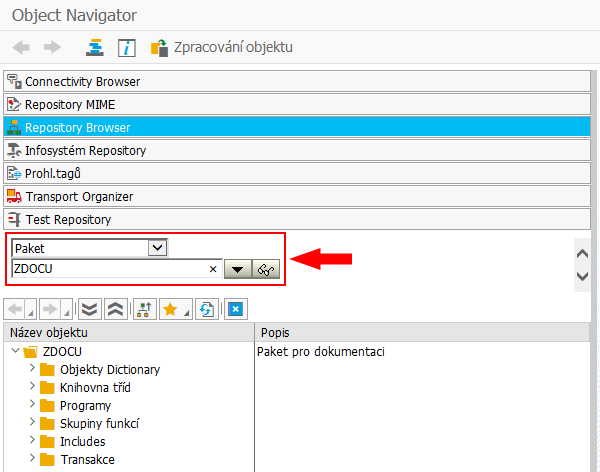 Object Navigator
Zpracování objektu
Connectivity Browser
Repository MIME
Repository Browser
Infosystém Repository
Prohl.tagů
Transport Organizer
Test Repository
Paket
ZDOCU
Název objektu Popis
ZDOCU Paket pro dokumentaci
Objekty Dictionary
Knihovna tříd
Programy
Skupiny funkcí
Includes
Transakce